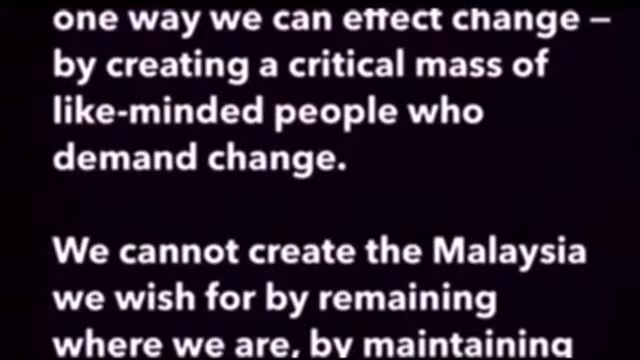 one way we can effect change –
by creating a critical mass of
like-minded people who
demand change.
We cannot create the Malaysia
we wish for by remaining
where we are, by maintaining